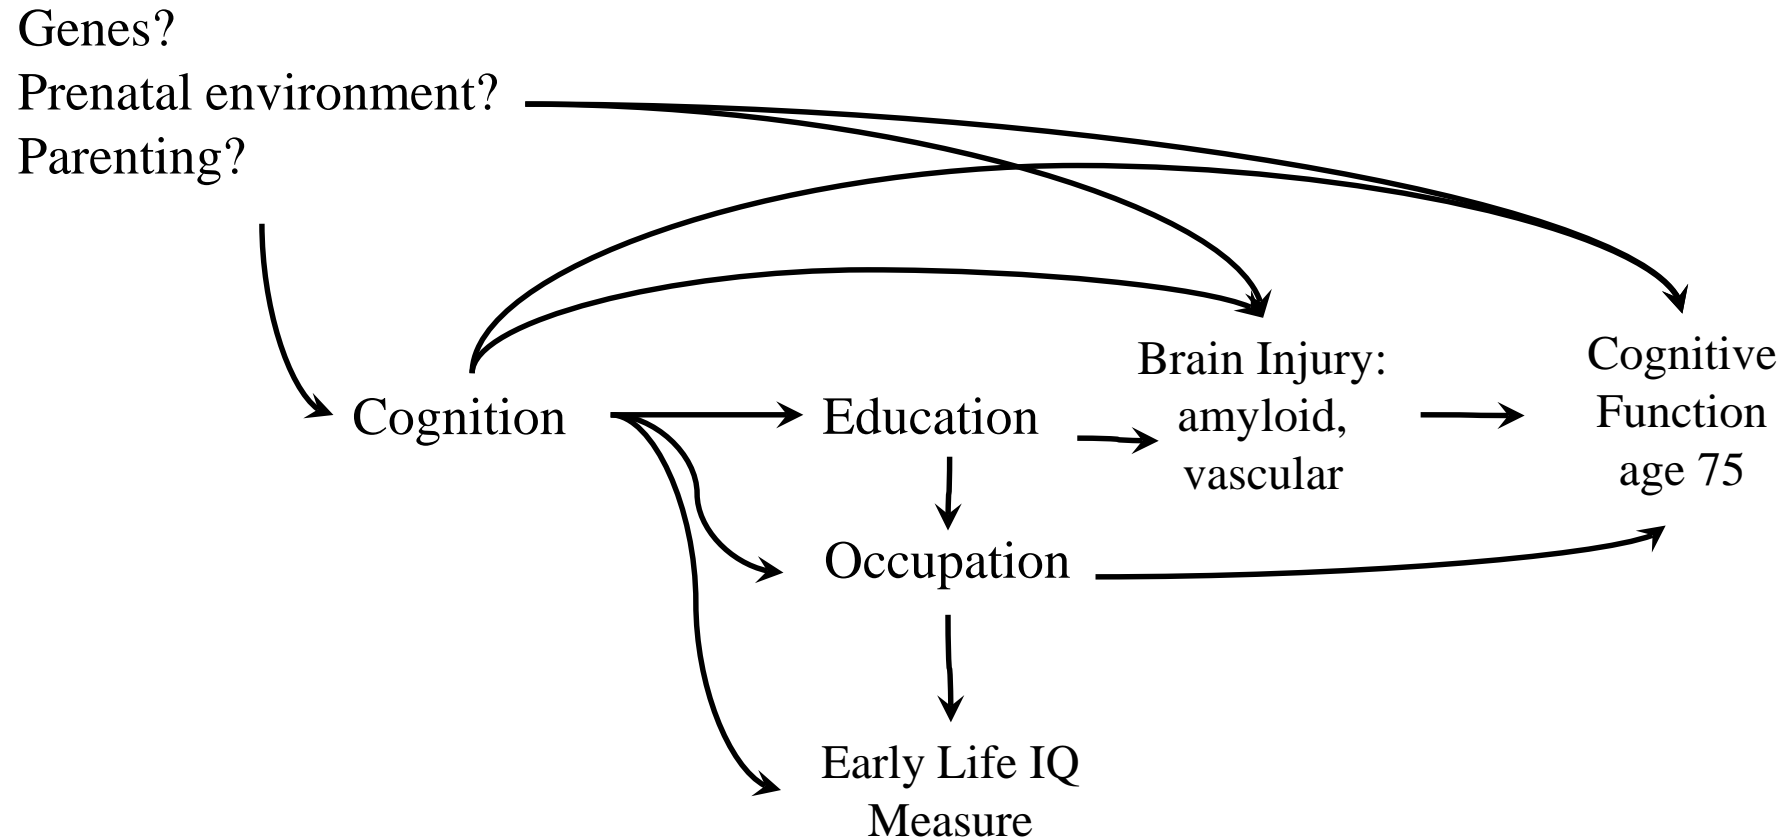 Genes?
Prenatal environment?
Parenting?
Cognition
Education
Brain Injury:
amyloid,
vascular
Cognitive
Function
age 75
Occupation
Early Life IQ
Measure